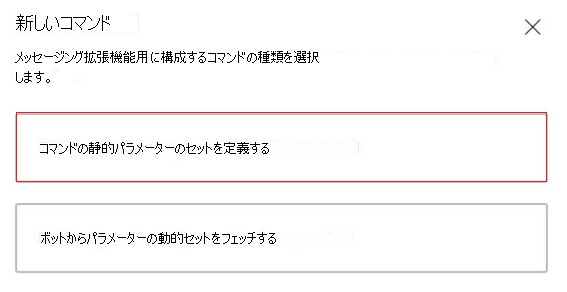 新しいコマンド
メッセージング拡張機能用に構成するコマンドの種類を選択
します。
コマンドの静的パラメーターのセットを定義する
ボットからパラメーターの動的セットをフェッチする